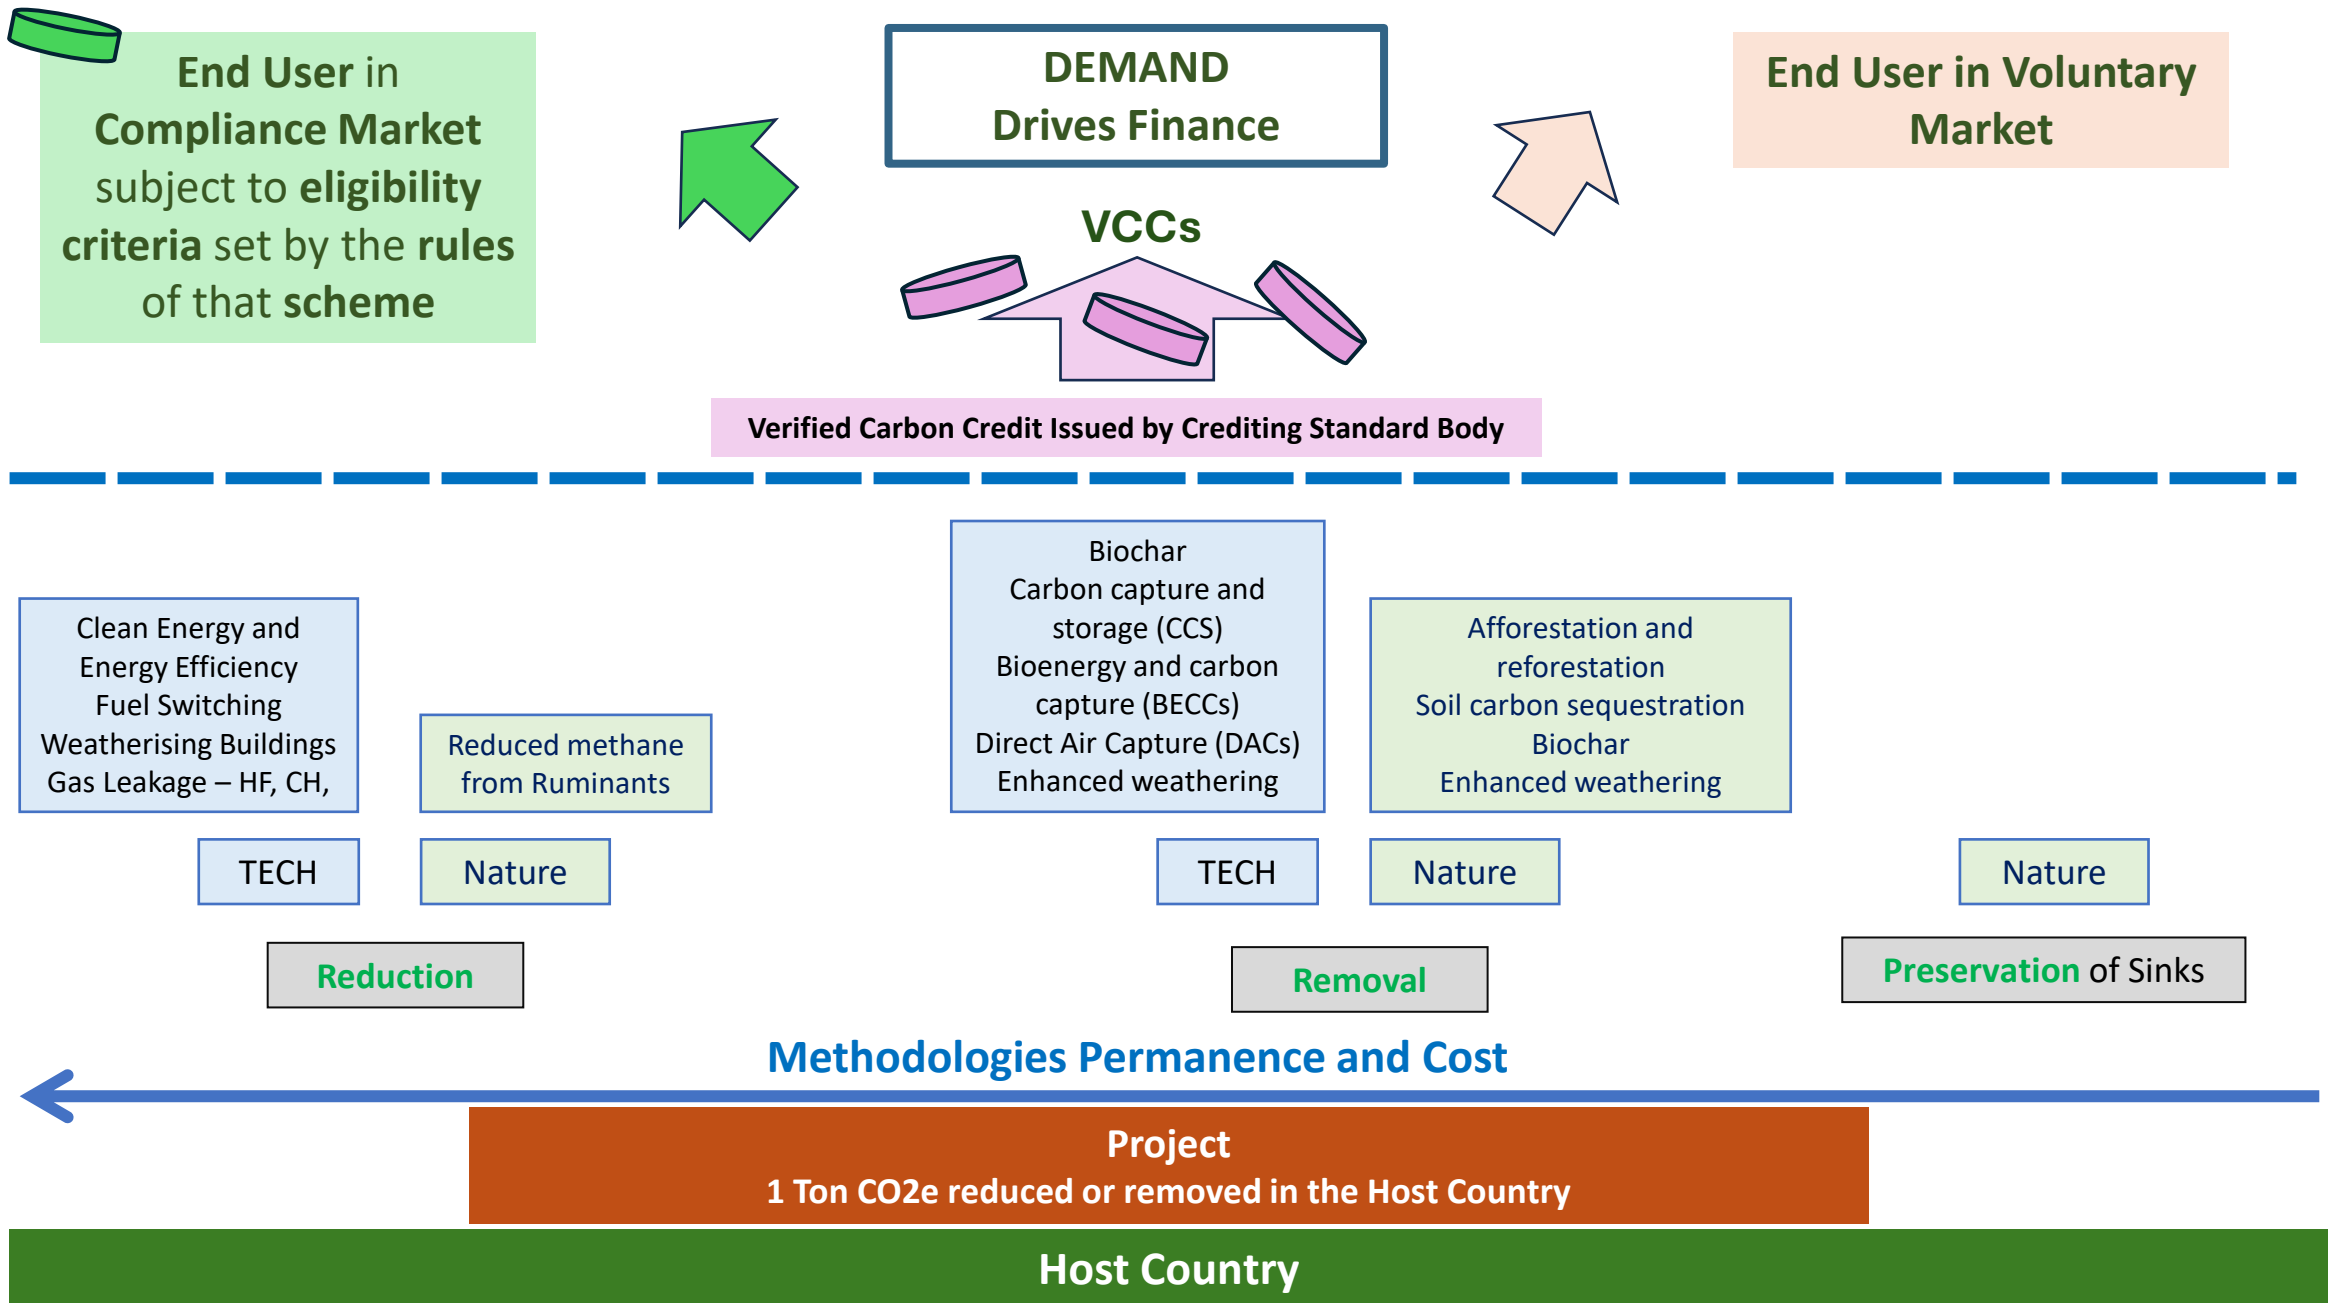 End User in
Compliance Market
subject to eligibility
criteria set by the rules
of that scheme
DEMAND
Drives Finance
End User in Voluntary
Market
VCCs
Verified Carbon Credit Issued by Crediting Standard Body
Clean Energy and
Energy Efficiency
Fuel Switching
Weatherising Buildings
Gas Leakage – HF, CH,
Reduced methane
from Ruminants
Biochar
Carbon capture and
storage (CCS)
Bioenergy and carbon
capture (BECCs)
Direct Air Capture (DACs)
Enhanced weathering
Afforestation and
reforestation
Soil carbon sequestration
Biochar
Enhanced weathering
TECH
Nature
TECH
Nature
Nature
Reduction
Removal
Preservation of Sinks
Methodologies Permanence and Cost
Project
1 Ton CO2e reduced or removed in the Host Country
Host Country